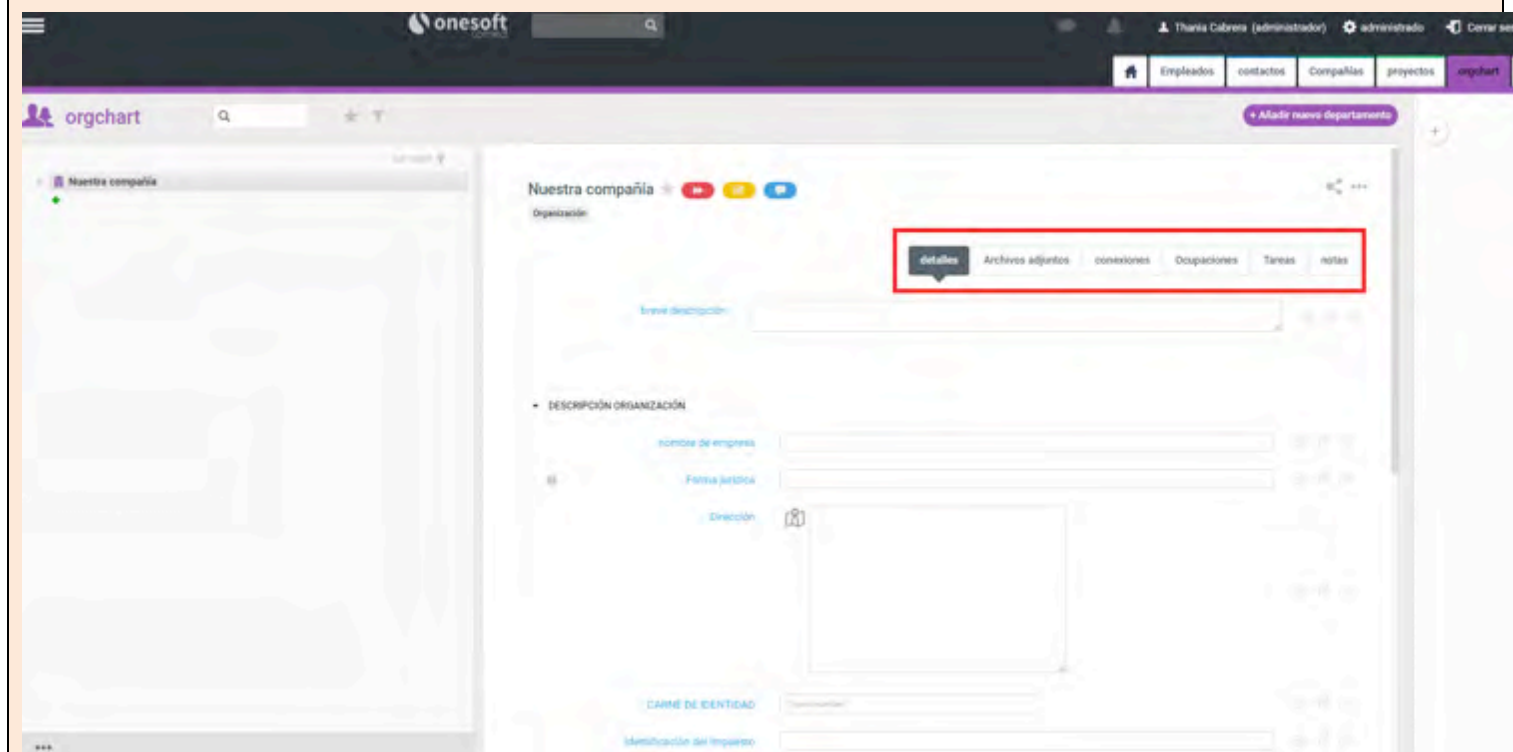 onesoft
Thania Cabrera (administrador) administrado Cerrar ses
Empleados contactos Compañías proyectos orgchart
orgchart
+ Añadir nuevo departamento
Nuestra compañía
Nuestra compañía
Organización
detalles Archivos adjuntos conexiones Ocupaciones Tareas notas
breve descripción
DESCRIPCIÓN ORGANIZACIÓN
nombre de empresa
Forma jurídica
Dirección
CARNÉ DE IDENTIDAD
Identificación del impuesto